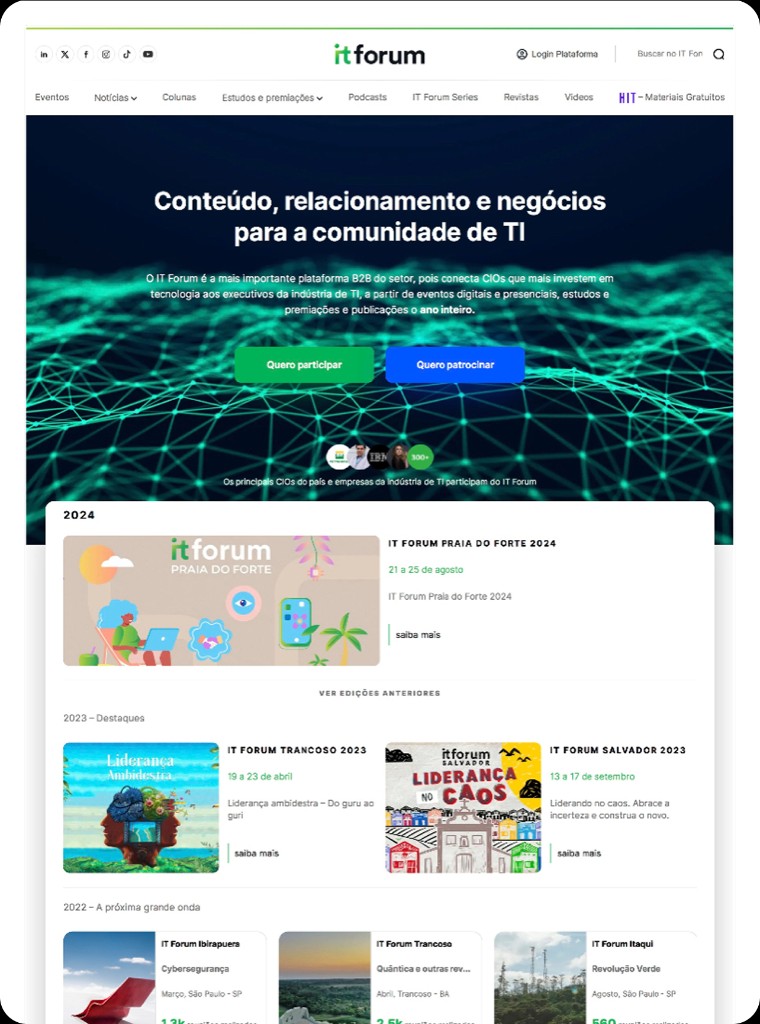 itforum
Login Plataforma
Buscar no IT For
Eventos
Notícias
Colunas
Estudos e premiações
Podcasts
IT Forum Series
Revistas
Vídeos
HIT – Materiais Gratuitos
Conteúdo, relacionamento e negócios
para a comunidade de TI
O IT Forum é a mais importante plataforma B2B do setor, pois conecta CIOs que mais investem em
tecnologia aos executivos da indústria de TI, a partir de eventos digitais e presenciais, estudos e
premiações e publicações o ano inteiro.
Quero participar
Quero patrocinar
IBM
300+
Os principais CIOs do país e empresas da indústria de TI participam do IT Forum
2024
itforum
PRAIA DO FORTE
IT FORUM PRAIA DO FORTE 2024
21 a 25 de agosto
IT Forum Praia do Forte 2024
saiba mais
VER EDIÇÕES ANTERIORES
2023 – Destaques
Liderança
Ambidestra
IT FORUM TRANCOSO 2023
19 a 23 de abril
Liderança ambidestra – Do guru ao
guri
saiba mais
itforum
SALVADOR
LIDERANÇA
NO CAOS
IT FORUM SALVADOR 2023
13 a 17 de setembro
Liderando no caos. Abrace a
incerteza e construa o novo.
saiba mais
2022 – A próxima grande onda
IT Forum Ibirapuera
Cybersegurança
Março, São Paulo - SP
1.3k
IT Forum Trancoso
Quântica e outras rev...
Abril, Trancoso - BA
2.5k
IT Forum Itaqui
Revolução Verde
Agosto, São Paulo - SP
560